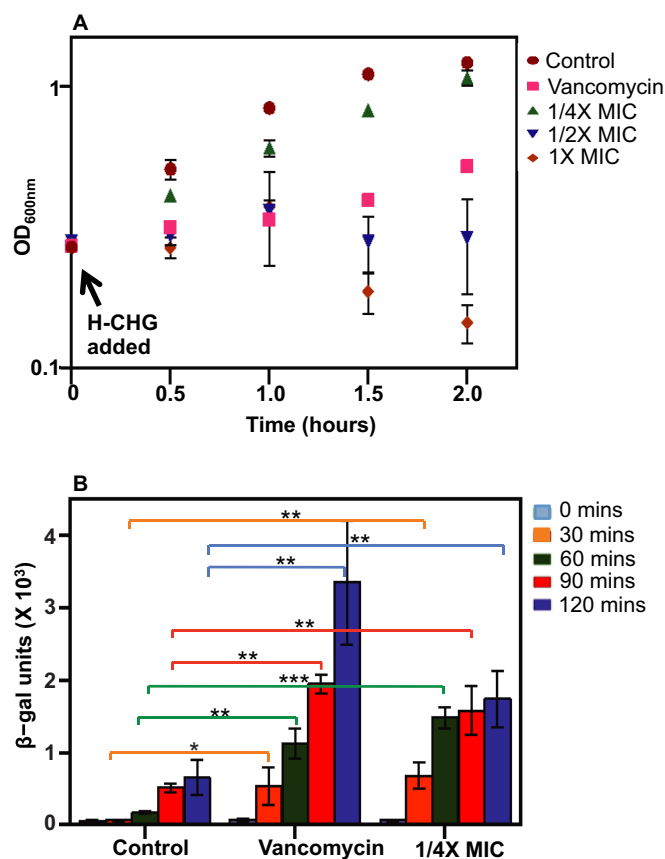 A
1
0.1
OD600nm
H-CHG
added
0
0.5
1.0
1.5
2.0
Time (hours)
Control
Vancomycin
1/4X MIC
1/2X MIC
1X MIC
B
4
3
2
1
0
β−gal units (X 10³)
**
**
**
**
**
***
**
*
Control
Vancomycin
1/4X MIC
0 mins
30 mins
60 mins
90 mins
120 mins